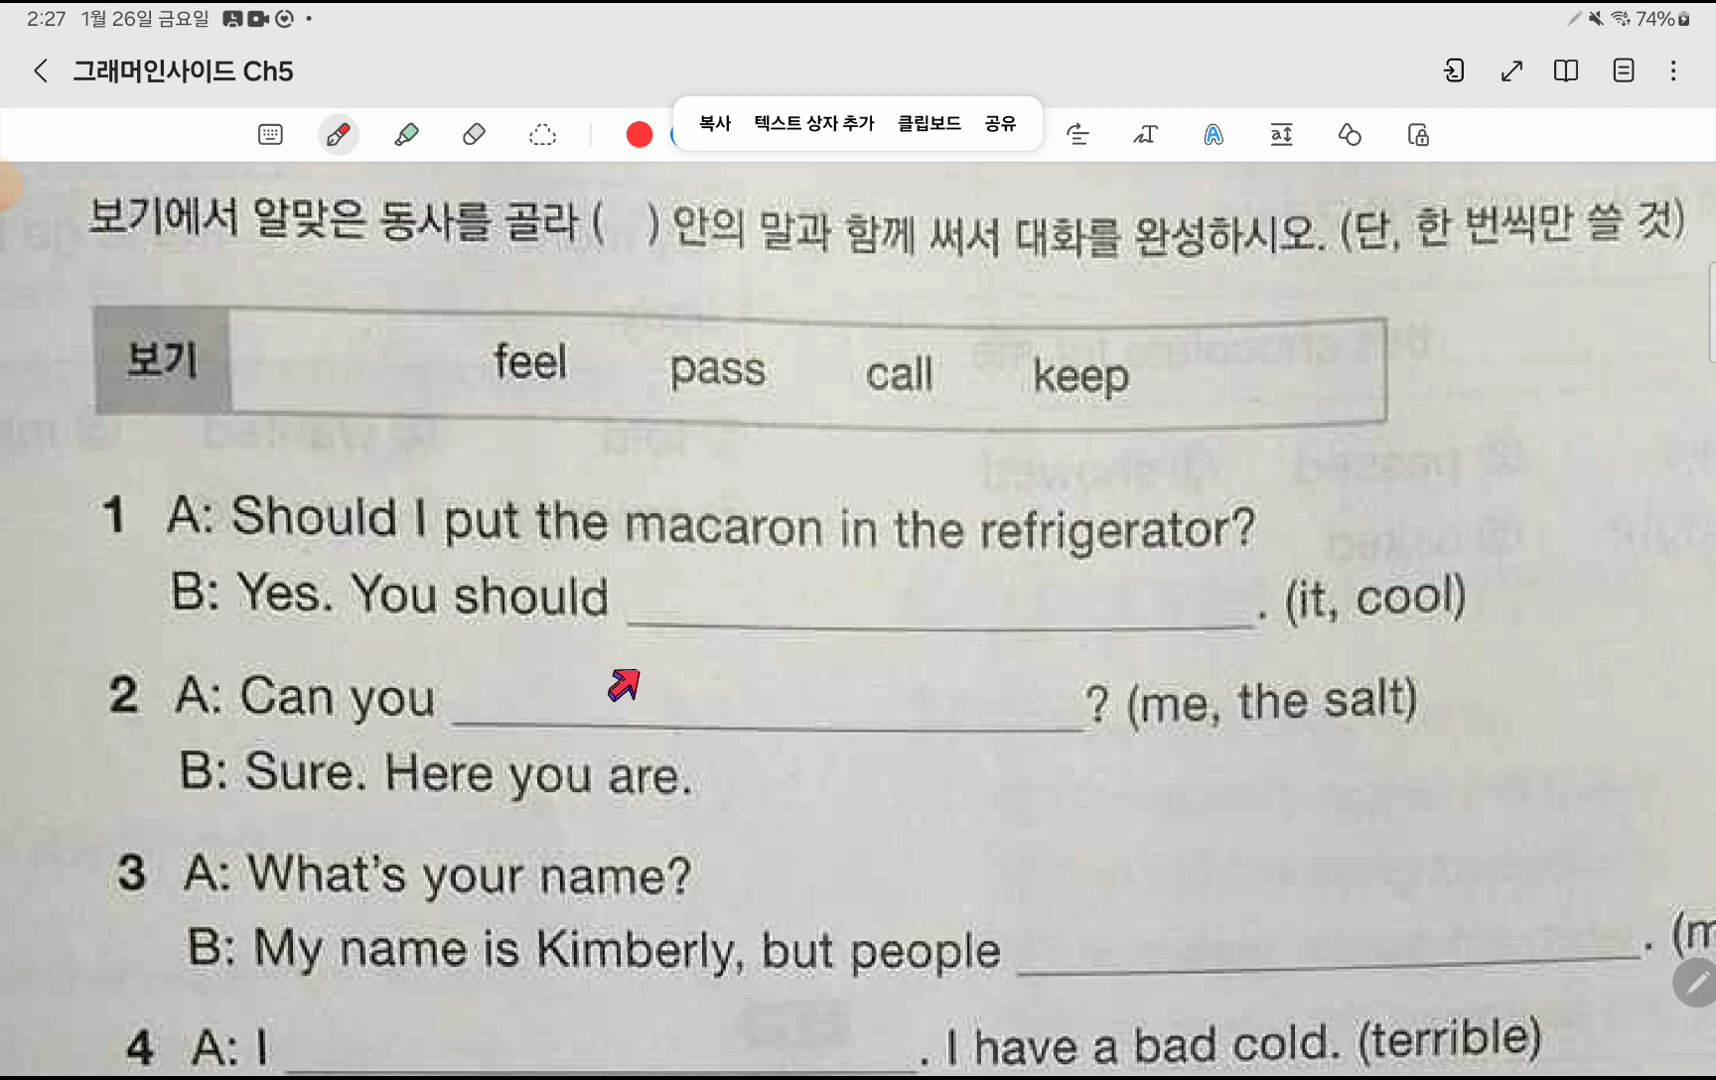 2:27 1월 26일 금요일
74%
그래머인사이드 Ch5
복사 텍스트 상자 추가 클립보드 공유
보기에서 알맞은 동사를 골라 ( ) 안의 말과 함께 써서 대화를 완성하시오. (단, 한 번씩만 쓸 것)
보기 feel pass call keep
1 A: Should I put the macaron in the refrigerator?
B: Yes. You should ____________. (it, cool)
2 A: Can you ____________? (me, the salt)
B: Sure. Here you are.
3 A: What's your name?
B: My name is Kimberly, but people ____________. (m
4 A: I ____________. I have a bad cold. (terrible)